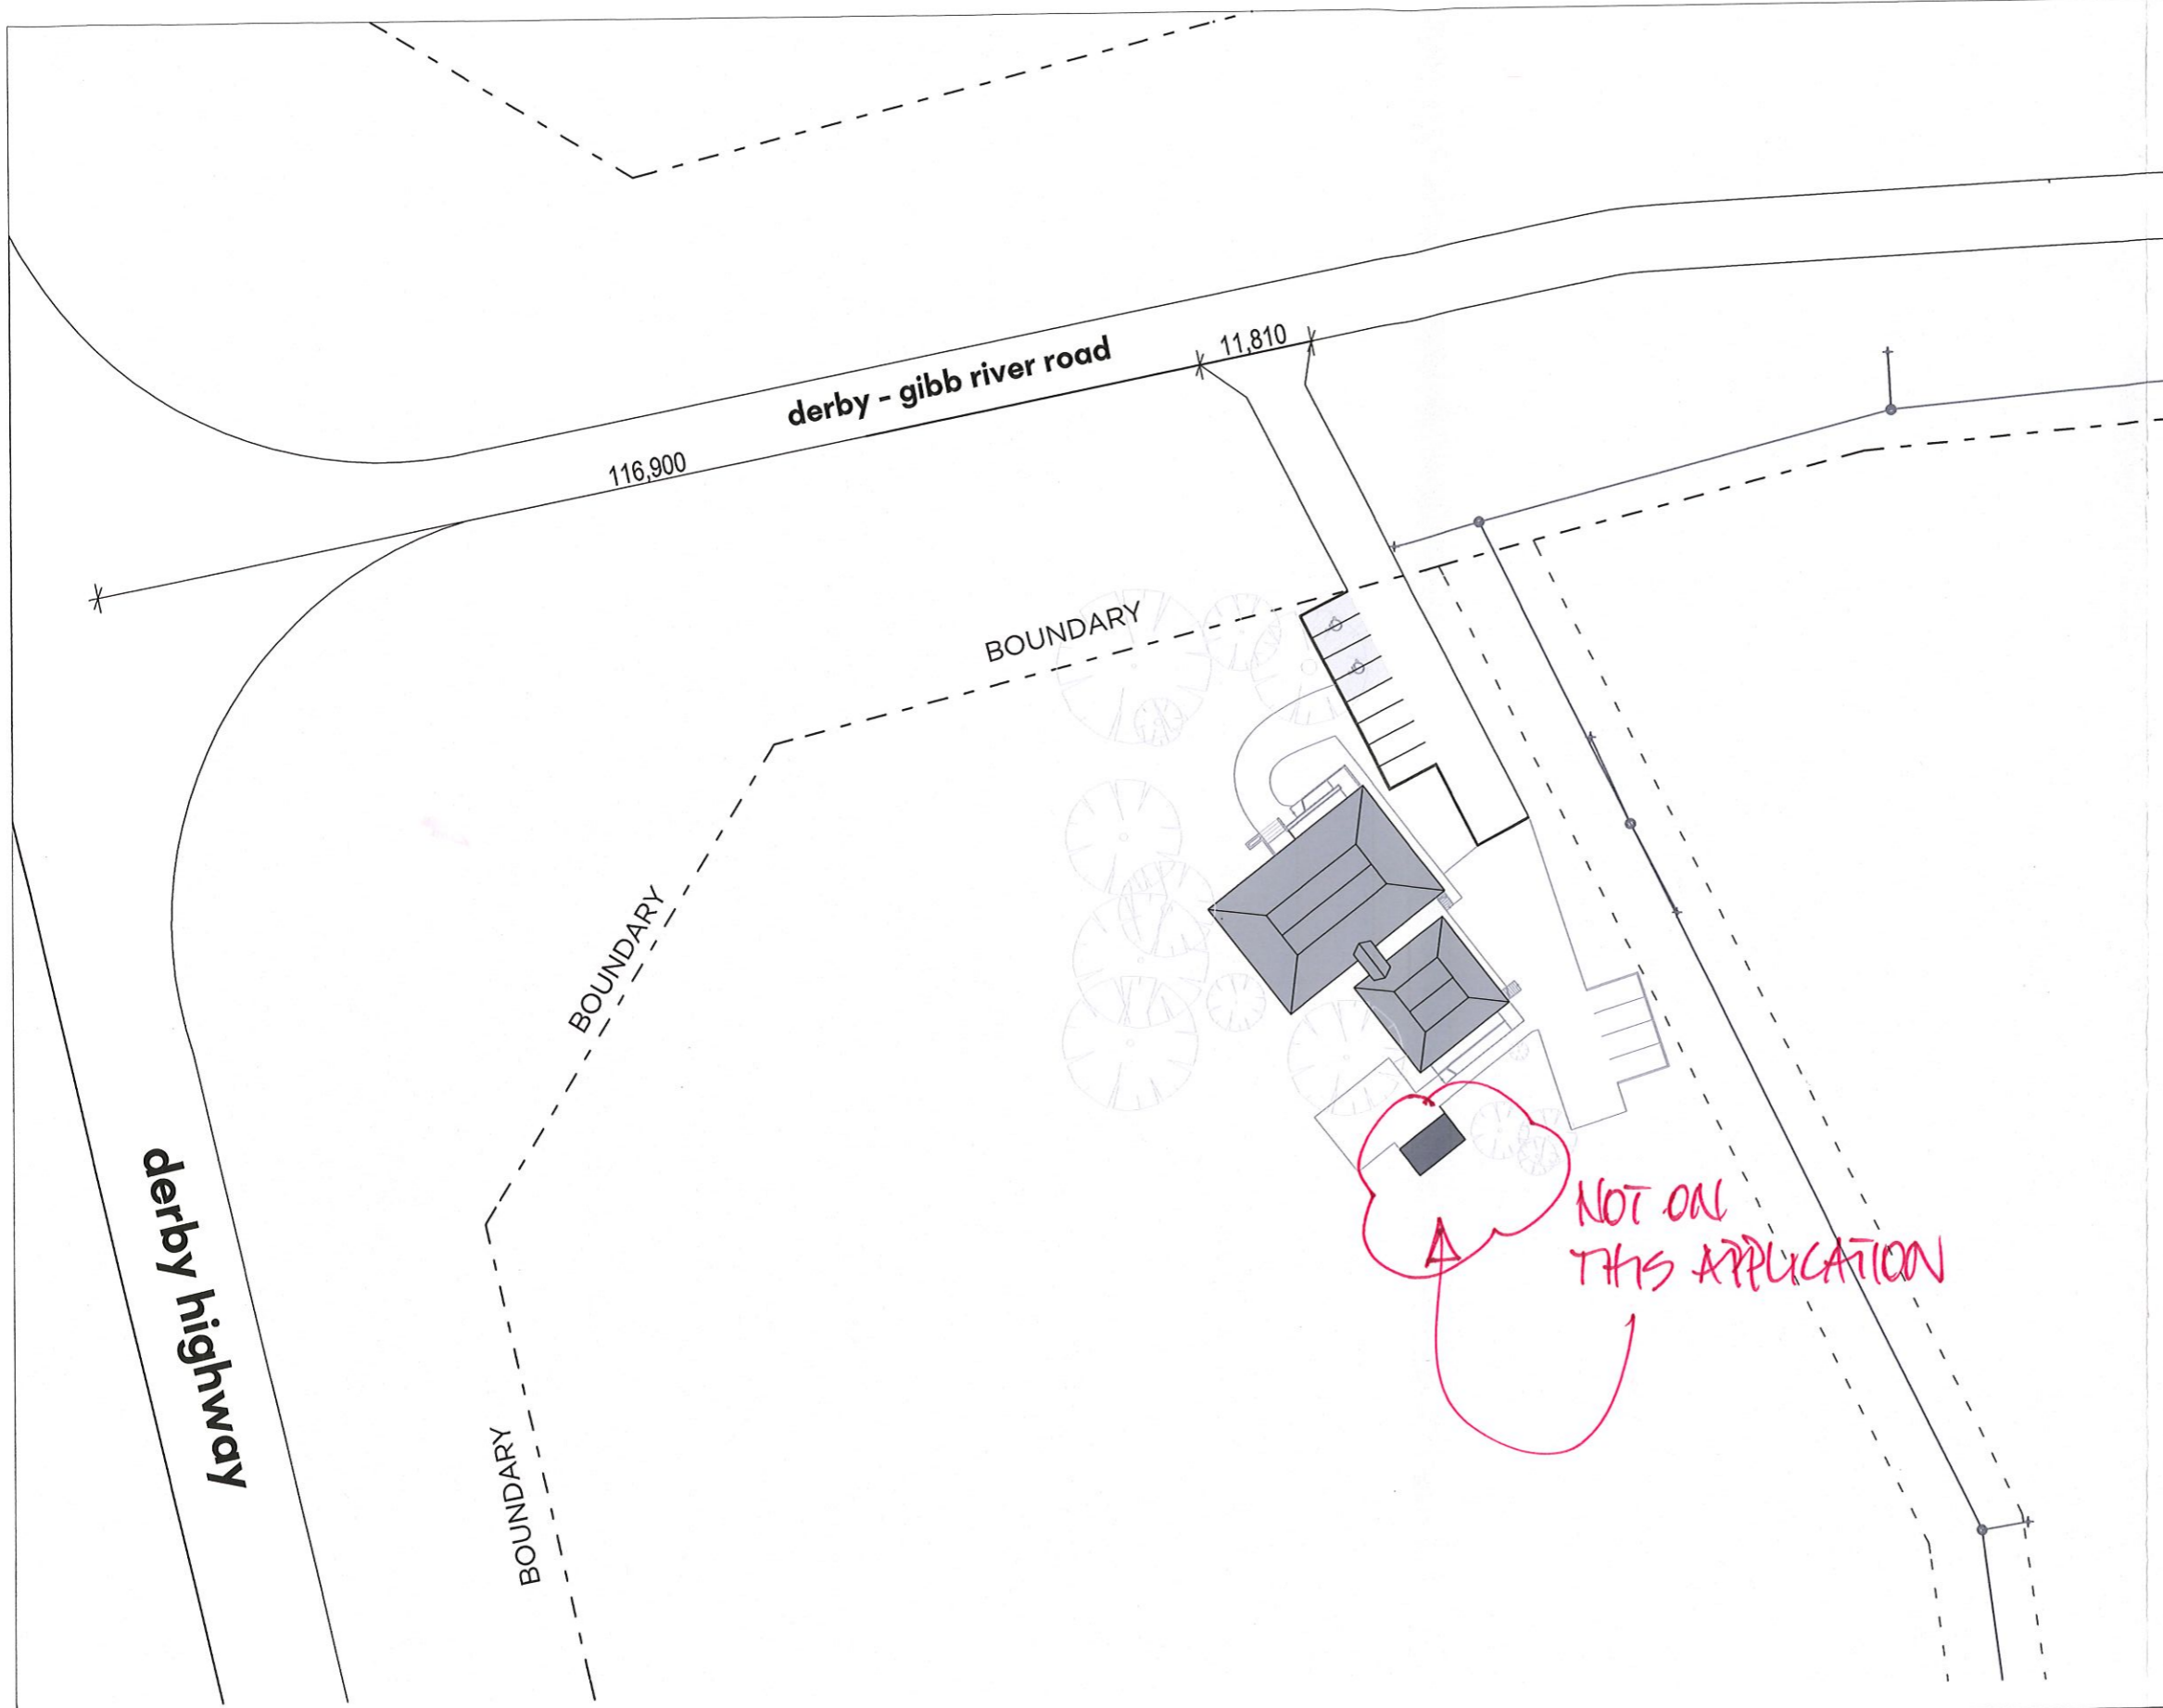 11,810
derby - gibb river road
116,900
BOUNDARY
BOUNDARY
derby highway
BOUNDARY
NOT ON
THIS APPLICATION